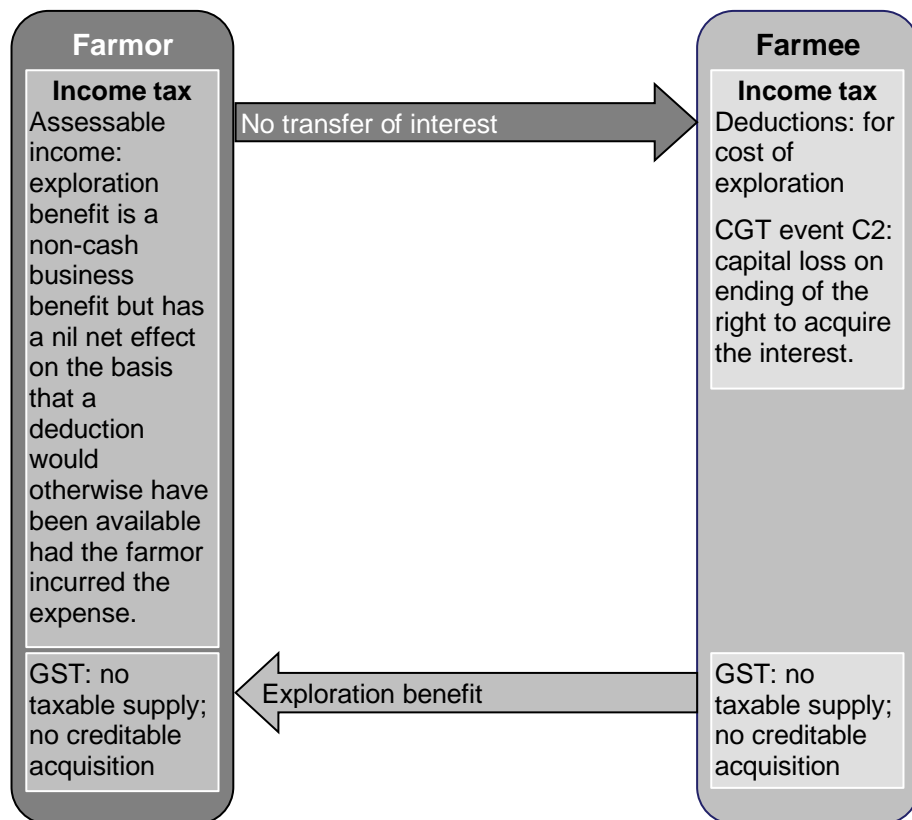 Farmor
Income tax
Assessable
income:
exploration
benefit is a
non-cash
business
benefit but has
a nil net effect
on the basis
that a
deduction
would
otherwise have
been available
had the farmor
incurred the
expense.
GST: no
taxable supply;
no creditable
acquisition
No transfer of interest
Exploration benefit
Farmee
Income tax
Deductions: for
cost of
exploration
CGT event C2:
capital loss on
ending of the
right to acquire
the interest.
GST: no
taxable supply;
no creditable
acquisition